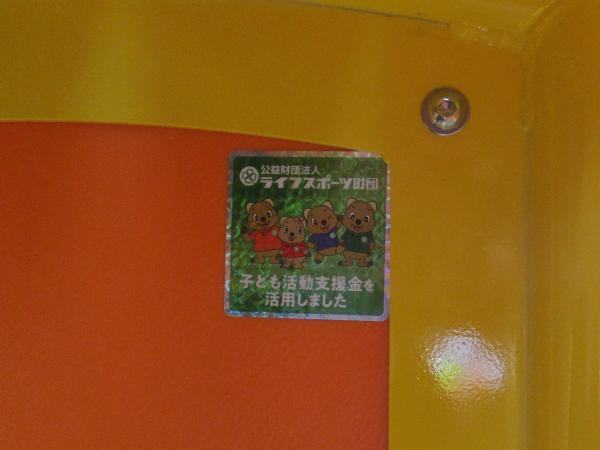 公益財団法人
ライフスポーツ財団
子ども活動支援金を
活用しました